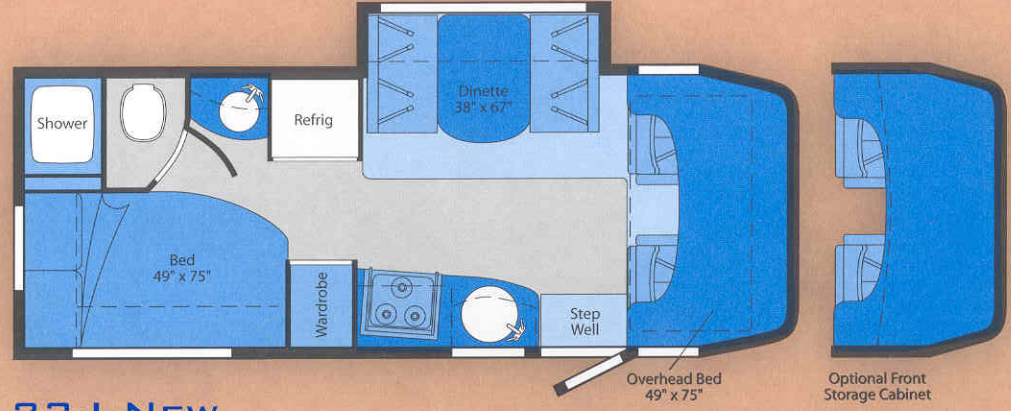 Shower
Refrig
Dinette
38" x 67"
Bed
49" x 75"
Wardrobe
Step
Well
Overhead Bed
49" x 75"
Optional Front
Storage Cabinet
New